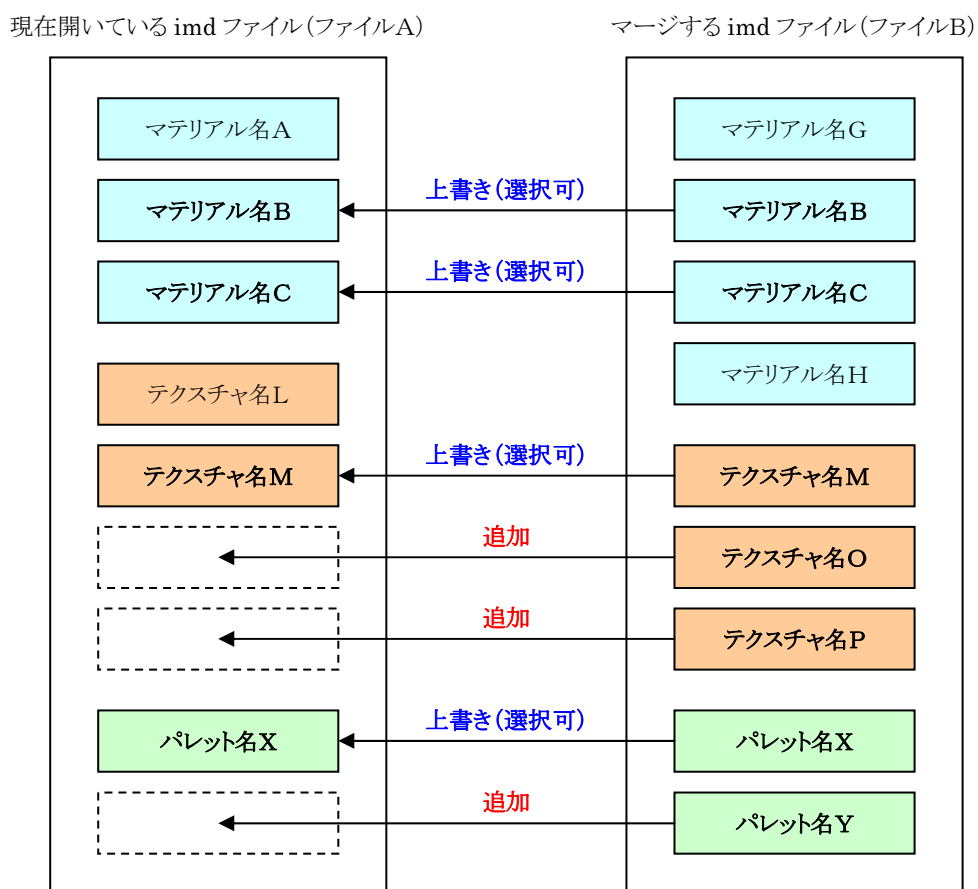 現在開いている imd ファイル(ファイルA) マージする imd ファイル(ファイルB)
マテリアル名A マテリアル名G
マテリアル名B 上書き(選択可) マテリアル名B
マテリアル名C 上書き(選択可) マテリアル名C
マテリアル名H
テクスチャ名L
テクスチャ名M 上書き(選択可) テクスチャ名M
追加 テクスチャ名O
追加 テクスチャ名P
パレット名X 上書き(選択可) パレット名X
追加 パレット名Y